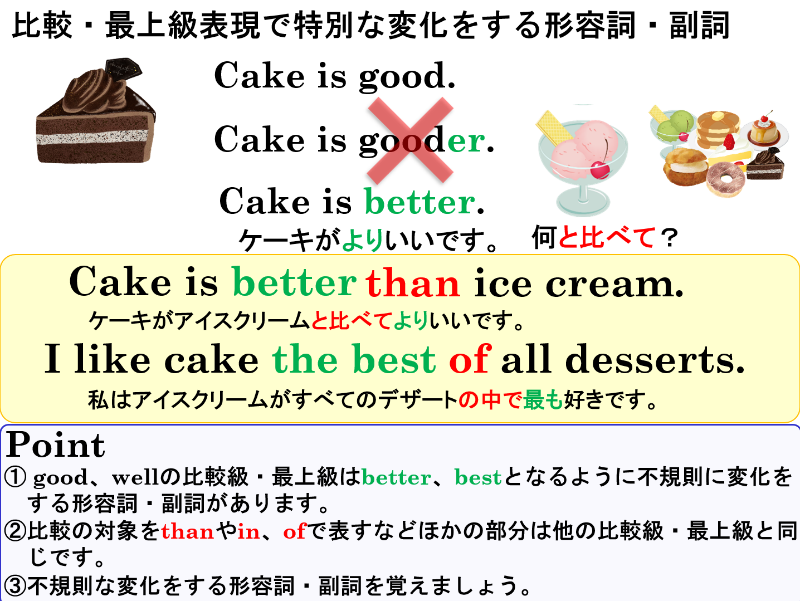 比較・最上級表現で特別な変化をする形容詞・副詞
Cake is good.
Cake is gooder.
Cake is better.
ケーキがよりいいです。 何と比べて？
Cake is better than ice cream.
ケーキがアイスクリームと比べてよりいいです。
I like cake the best of all desserts.
私はアイスクリームがすべてのデザートの中で最も好きです。
Point
① good、wellの比較級・最上級はbetter、bestとなるように不規則に変化を
する形容詞・副詞があります。
②比較の対象をthanやin、ofで表すなどほかの部分は他の比較級・最上級と同
じです。
③不規則な変化をする形容詞・副詞を覚えましょう。